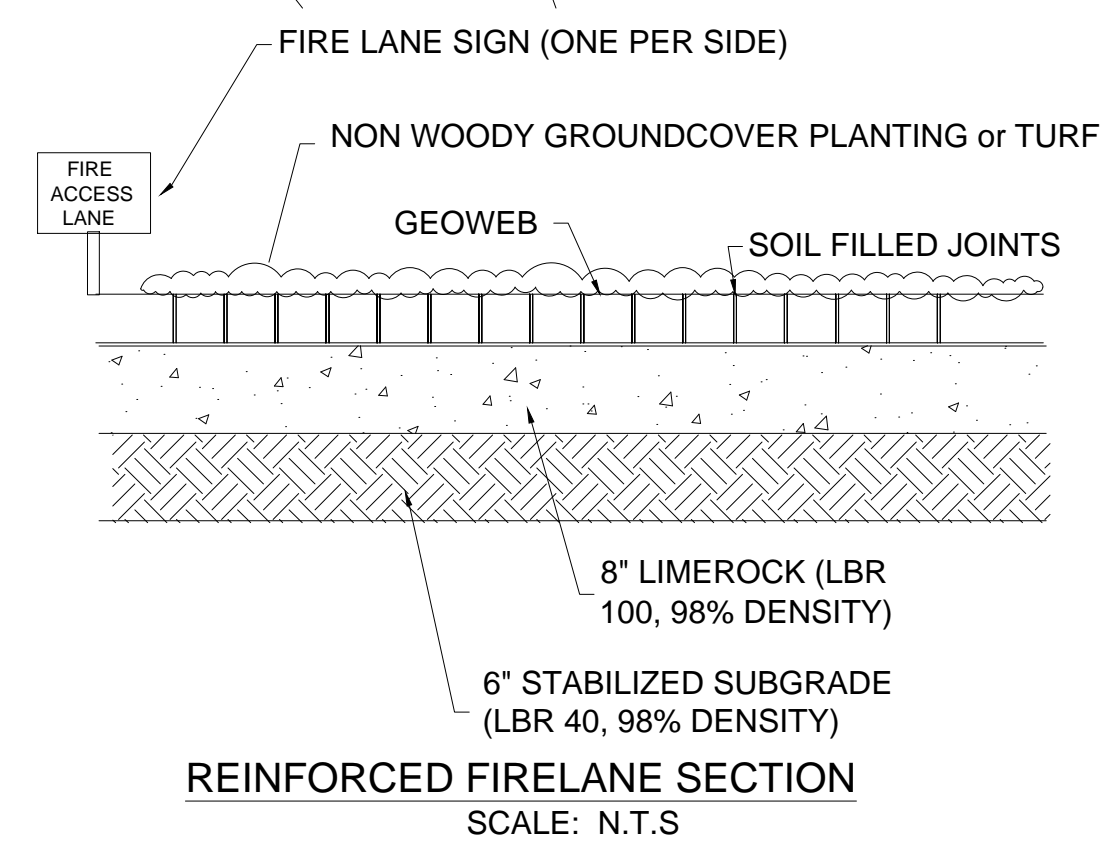 FIRE LANE SIGN (ONE PER SIDE)
NON WOODY GROUNDCOVER PLANTING or TURF
FIRE
ACCESS
LANE
GEOWEB
SOIL FILLED JOINTS
8" LIMEROCK (LBR
100, 98% DENSITY)
6" STABILIZED SUBGRADE
(LBR 40, 98% DENSITY)
REINFORCED FIRELANE SECTION
SCALE: N.T.S